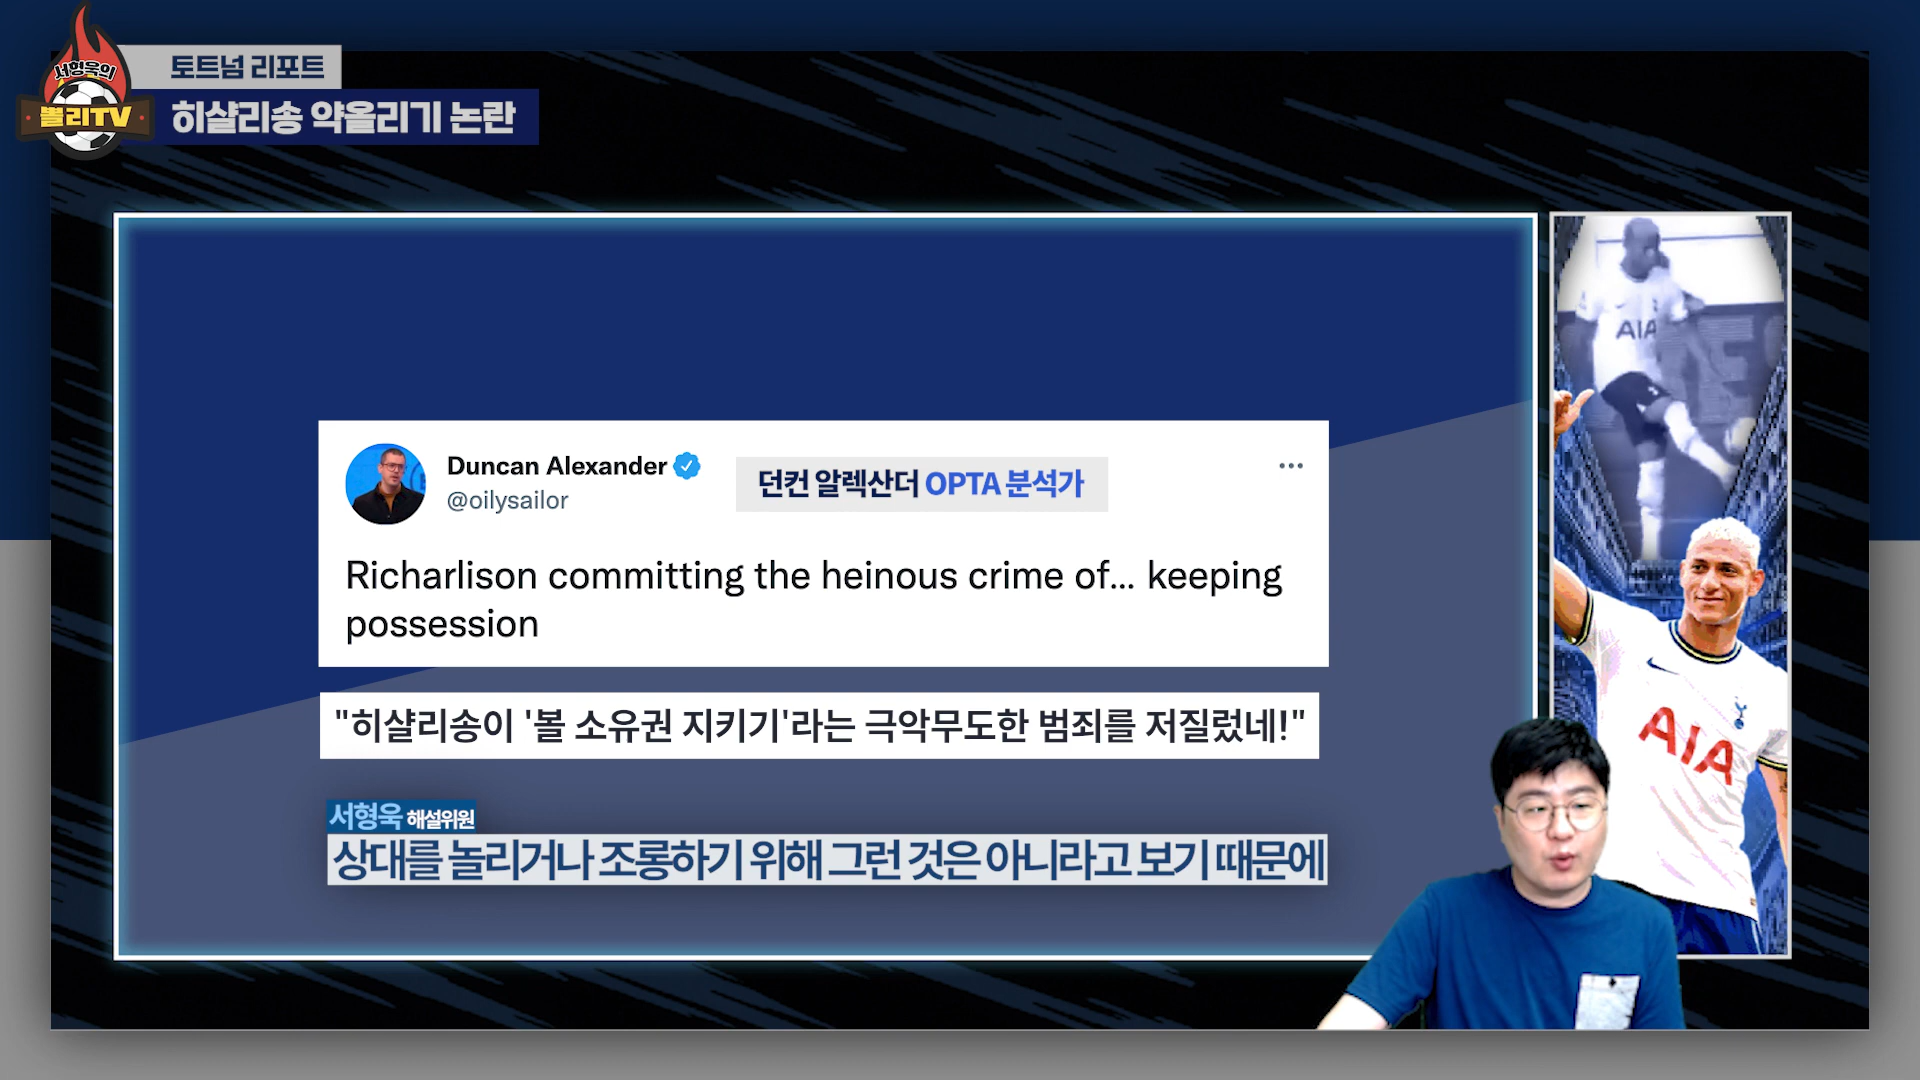 서형욱의
뽈리TV
토트넘 리포트
히샬리송 약올리기 논란
Duncan Alexander
@oilysailor
던컨 알렉산더 OPTA 분석가
Richarlison committing the heinous crime of... keeping
possession
"히샬리송이 '볼 소유권 지키기'라는 극악무도한 범죄를 저질렀네!"
서형욱 해설위원
상대를 놀리거나 조롱하기 위해 그런 것은 아니라고 보기 때문에
AIA
AIA